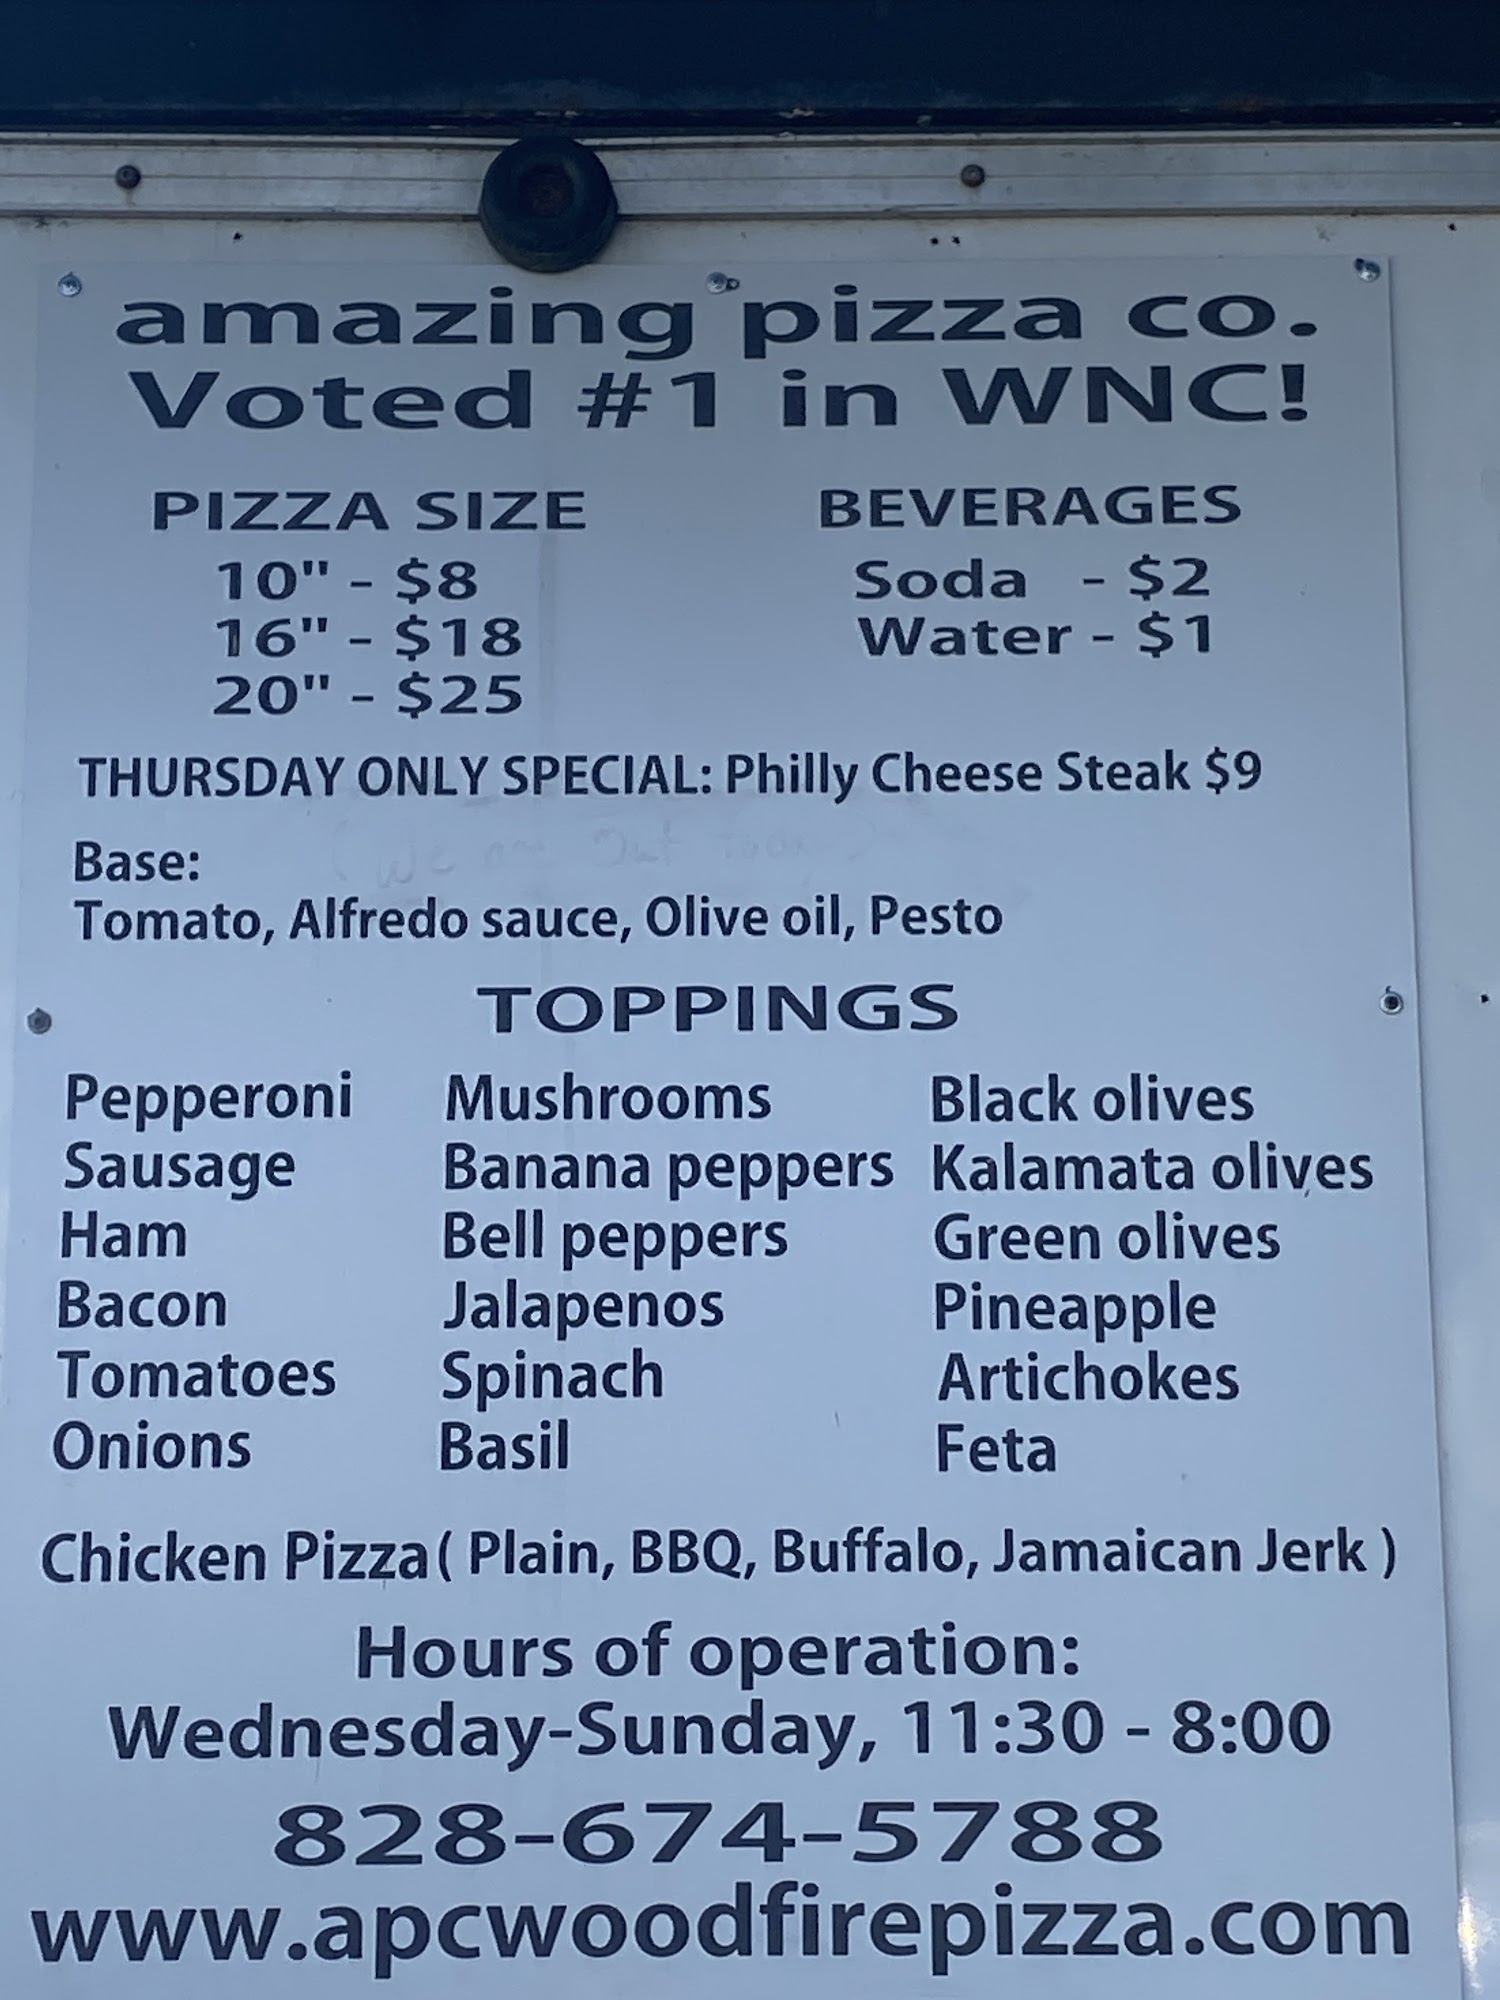 amazing pizza co.
Voted #1 in WNC!
PIZZA SIZE
10" - $8
16" - $18
20" - $25
BEVERAGES
Soda - $2
Water - $1
THURSDAY ONLY SPECIAL: Philly Cheese Steak $9
Base:
Tomato, Alfredo sauce, Olive oil, Pesto
TOPPINGS
Pepperoni
Sausage
Ham
Bacon
Tomatoes
Onions
Mushrooms
Banana peppers
Bell peppers
Jalapenos
Spinach
Basil
Black olives
Kalamata olives
Green olives
Pineapple
Artichokes
Feta
Chicken Pizza ( Plain, BBQ, Buffalo, Jamaican Jerk )
Hours of operation:
Wednesday-Sunday, 11:30 - 8:00
828-674-5788
www.apcwoodfirepizza.com